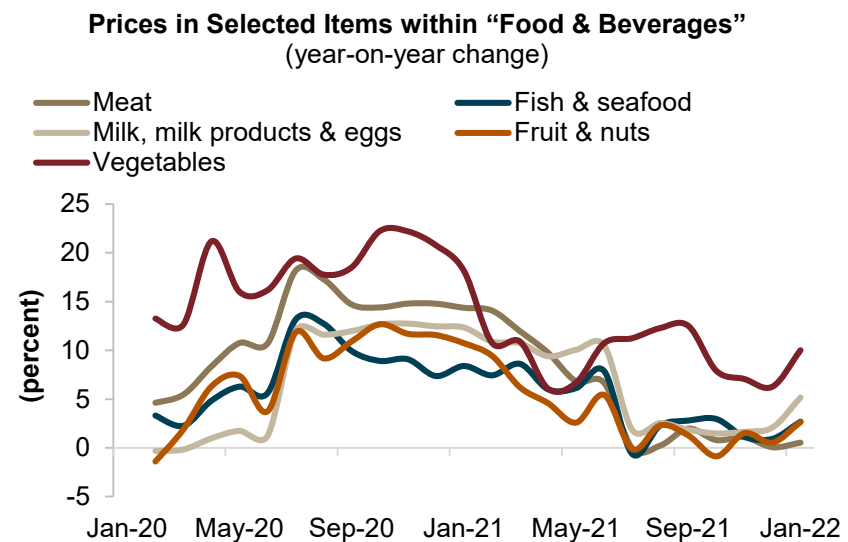 Prices in Selected Items within “Food & Beverages”
(year-on-year change)
Meat
Fish & seafood
Milk, milk products & eggs
Fruit & nuts
Vegetables
(percent)
25
20
15
10
5
0
-5
Jan-20 May-20 Sep-20 Jan-21 May-21 Sep-21 Jan-22